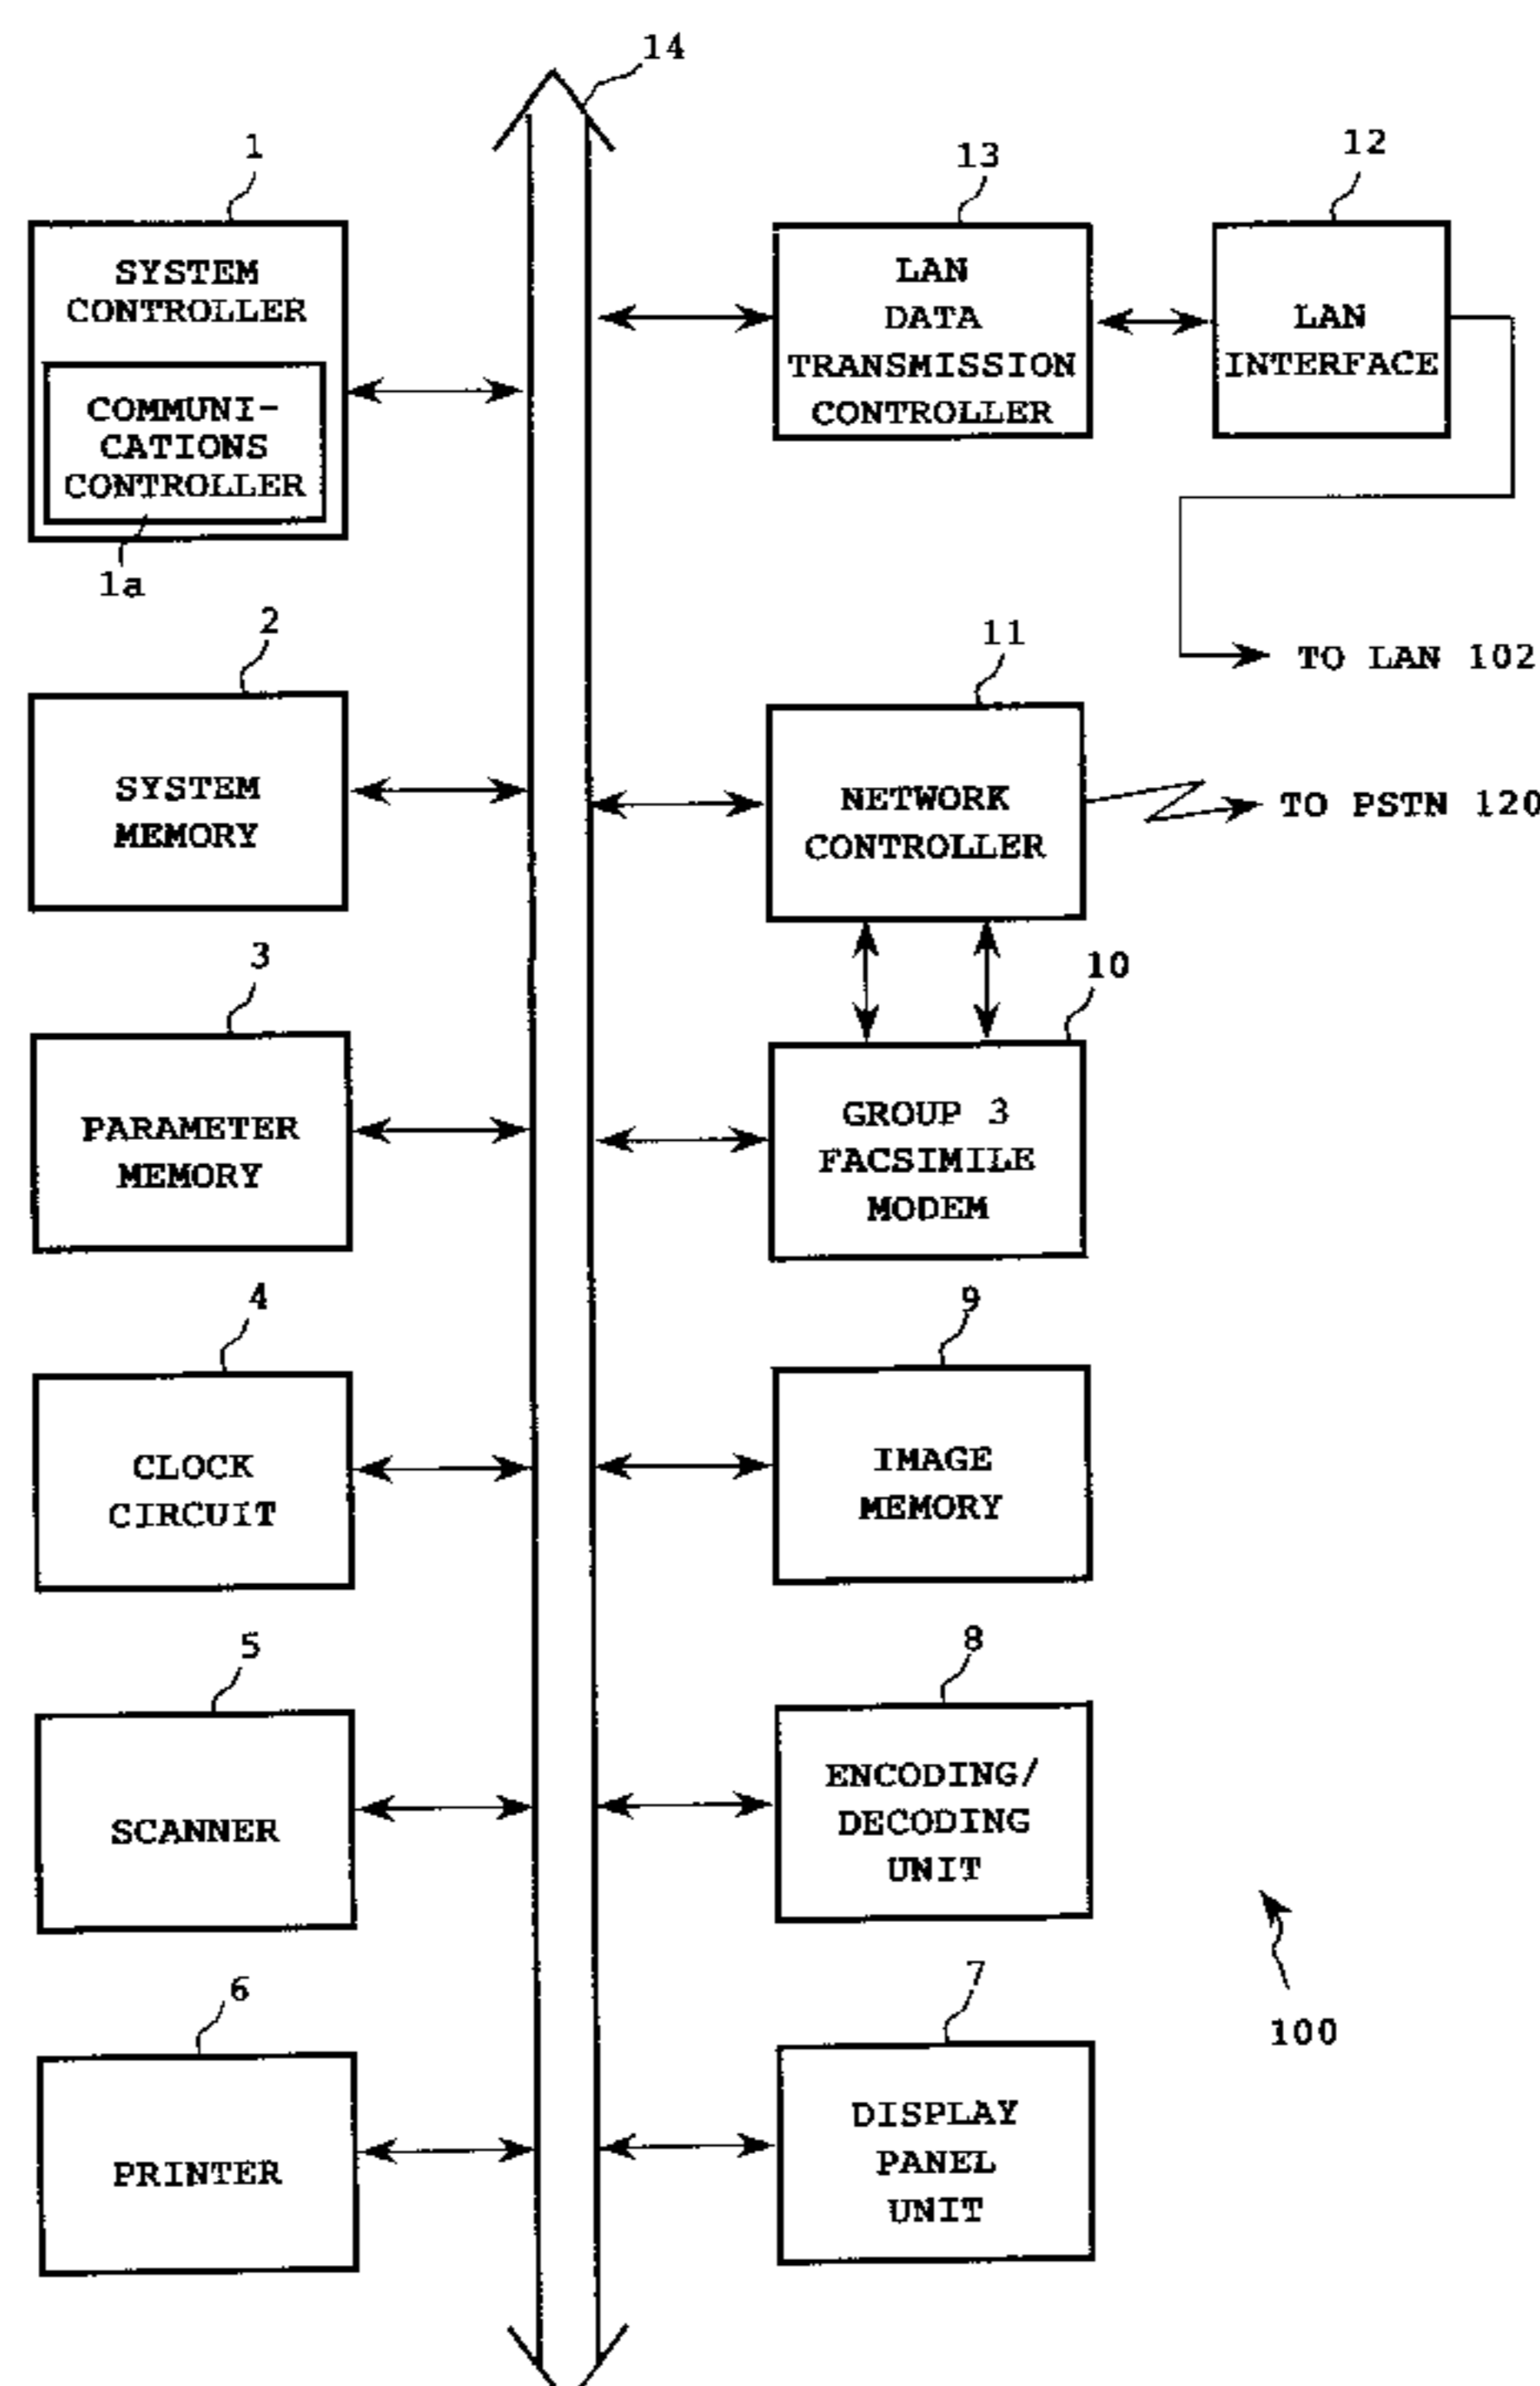 14
1
SYSTEM
CONTROLLER
COMMUNI-
CATIONS
CONTROLLER
1a
13
LAN
DATA
TRANSMISSION
CONTROLLER
12
LAN
INTERFACE
TO LAN 102
2
SYSTEM
MEMORY
11
NETWORK
CONTROLLER
TO PSTN 120
3
PARAMETER
MEMORY
10
GROUP 3
FACSIMILE
MODEM
4
CLOCK
CIRCUIT
9
IMAGE
MEMORY
5
SCANNER
8
ENCODING/
DECODING
UNIT
6
PRINTER
7
DISPLAY
PANEL
UNIT
100